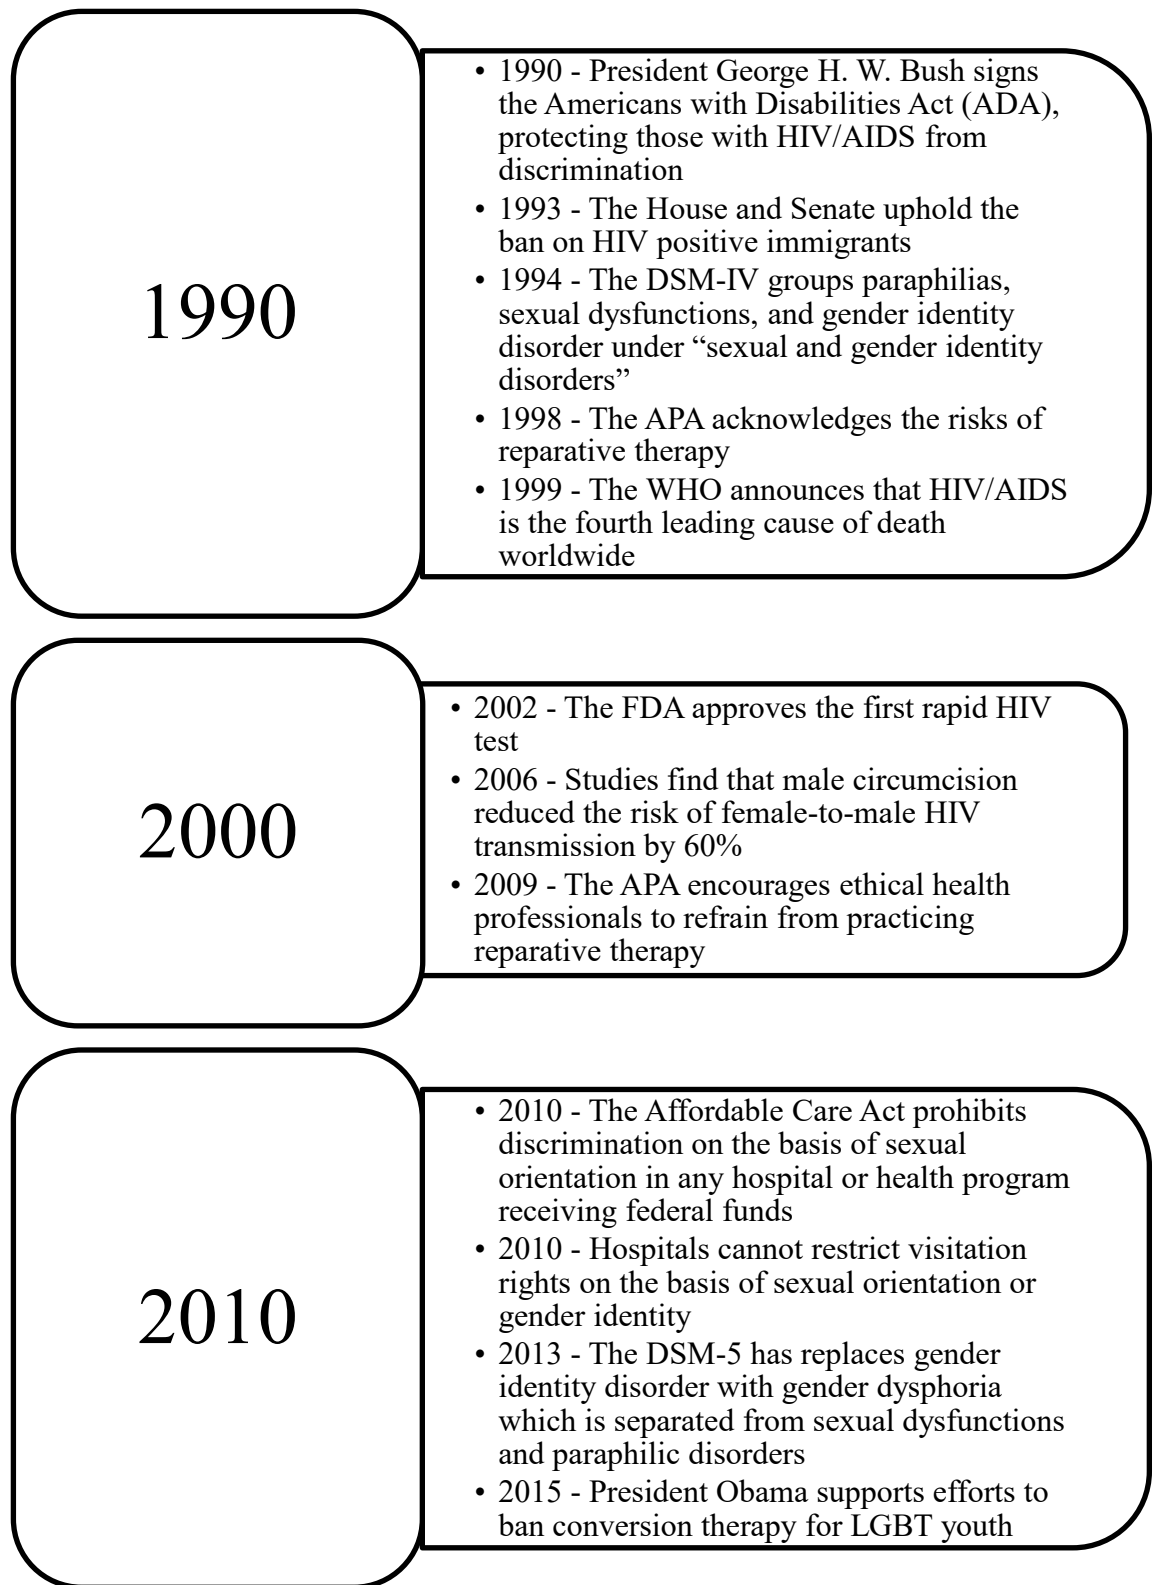 1990
• 1990 - President George H. W. Bush signs
the Americans with Disabilities Act (ADA),
protecting those with HIV/AIDS from
discrimination
• 1993 - The House and Senate uphold the
ban on HIV positive immigrants
• 1994 - The DSM-IV groups paraphilias,
sexual dysfunctions, and gender identity
disorder under “sexual and gender identity
disorders”
• 1998 - The APA acknowledges the risks of
reparative therapy
• 1999 - The WHO announces that HIV/AIDS
is the fourth leading cause of death
worldwide
2000
• 2002 - The FDA approves the first rapid HIV
test
• 2006 - Studies find that male circumcision
reduced the risk of female-to-male HIV
transmission by 60%
• 2009 - The APA encourages ethical health
professionals to refrain from practicing
reparative therapy
2010
• 2010 - The Affordable Care Act prohibits
discrimination on the basis of sexual
orientation in any hospital or health program
receiving federal funds
• 2010 - Hospitals cannot restrict visitation
rights on the basis of sexual orientation or
gender identity
• 2013 - The DSM-5 has replaces gender
identity disorder with gender dysphoria
which is separated from sexual dysfunctions
and paraphilic disorders
• 2015 - President Obama supports efforts to
ban conversion therapy for LGBT youth